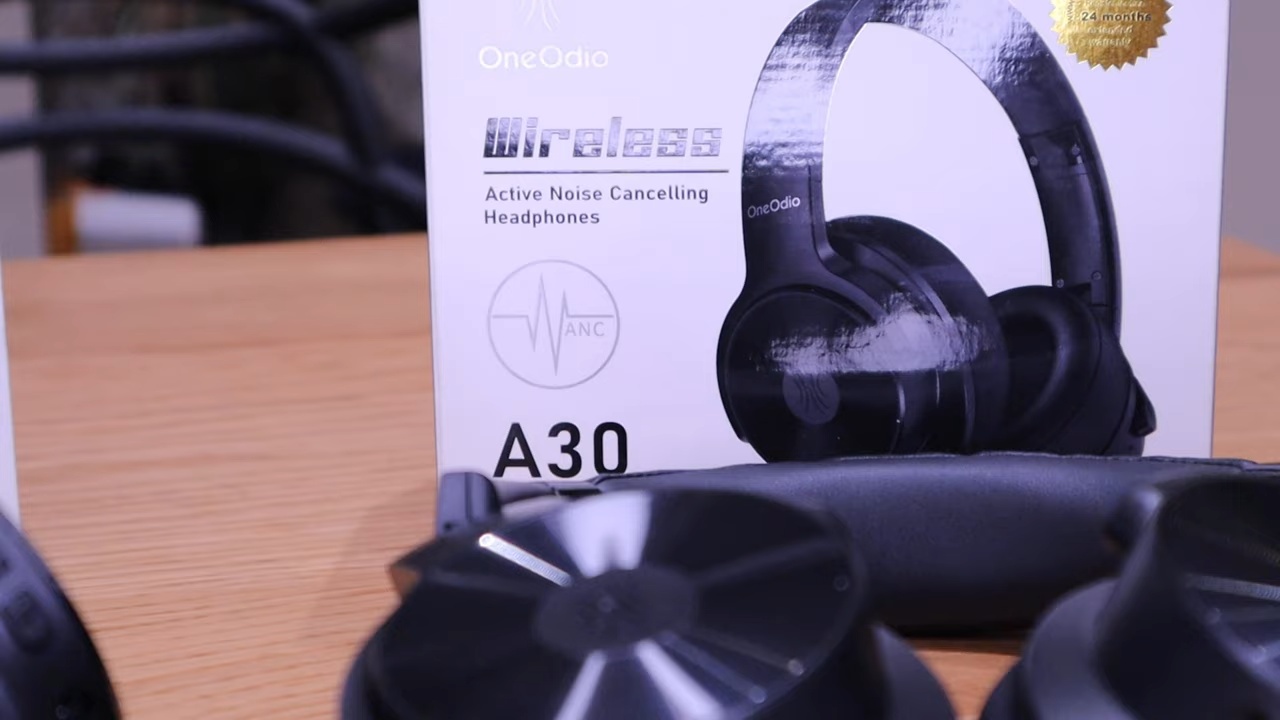 OneOdio
Wireless
Active Noise Cancelling
Headphones
ANC
A30
OneOdio
24 months